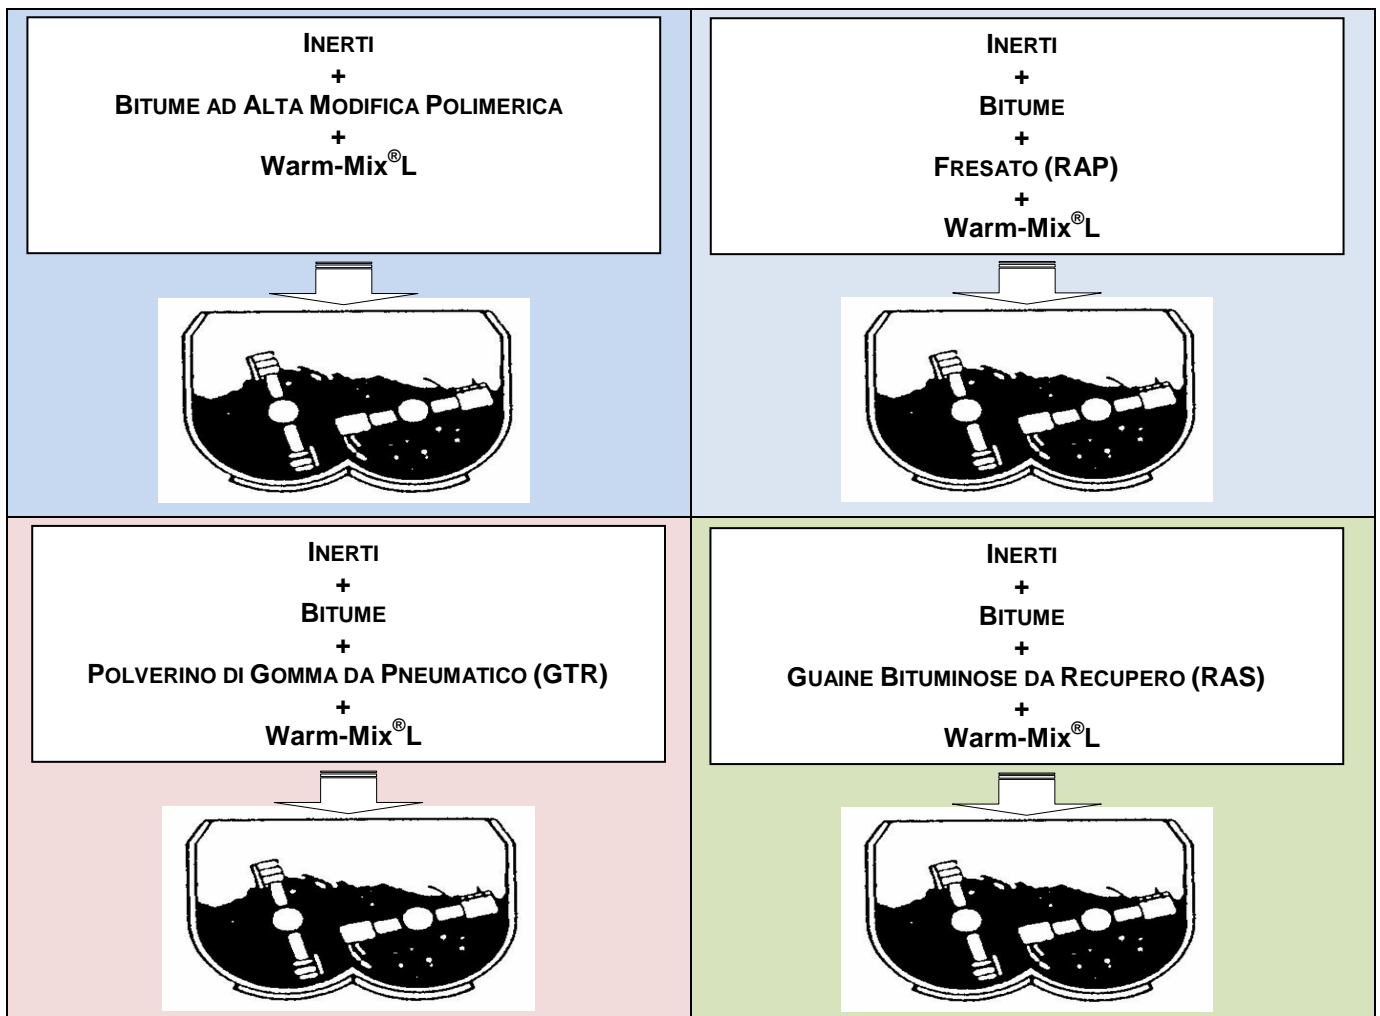 INERTI
+
BITUME AD ALTA MODIFICA POLIMERICA
+
Warm-Mix®L
INERTI
+
BITUME
+
FRESATO (RAP)
+
Warm-Mix®L
INERTI
+
BITUME
+
POLVERINO DI GOMMA DA PNEUMATICO (GTR)
+
Warm-Mix®L
INERTI
+
BITUME
+
GUAINE BITUMINOSE DA RECUPERO (RAS)
+
Warm-Mix®L